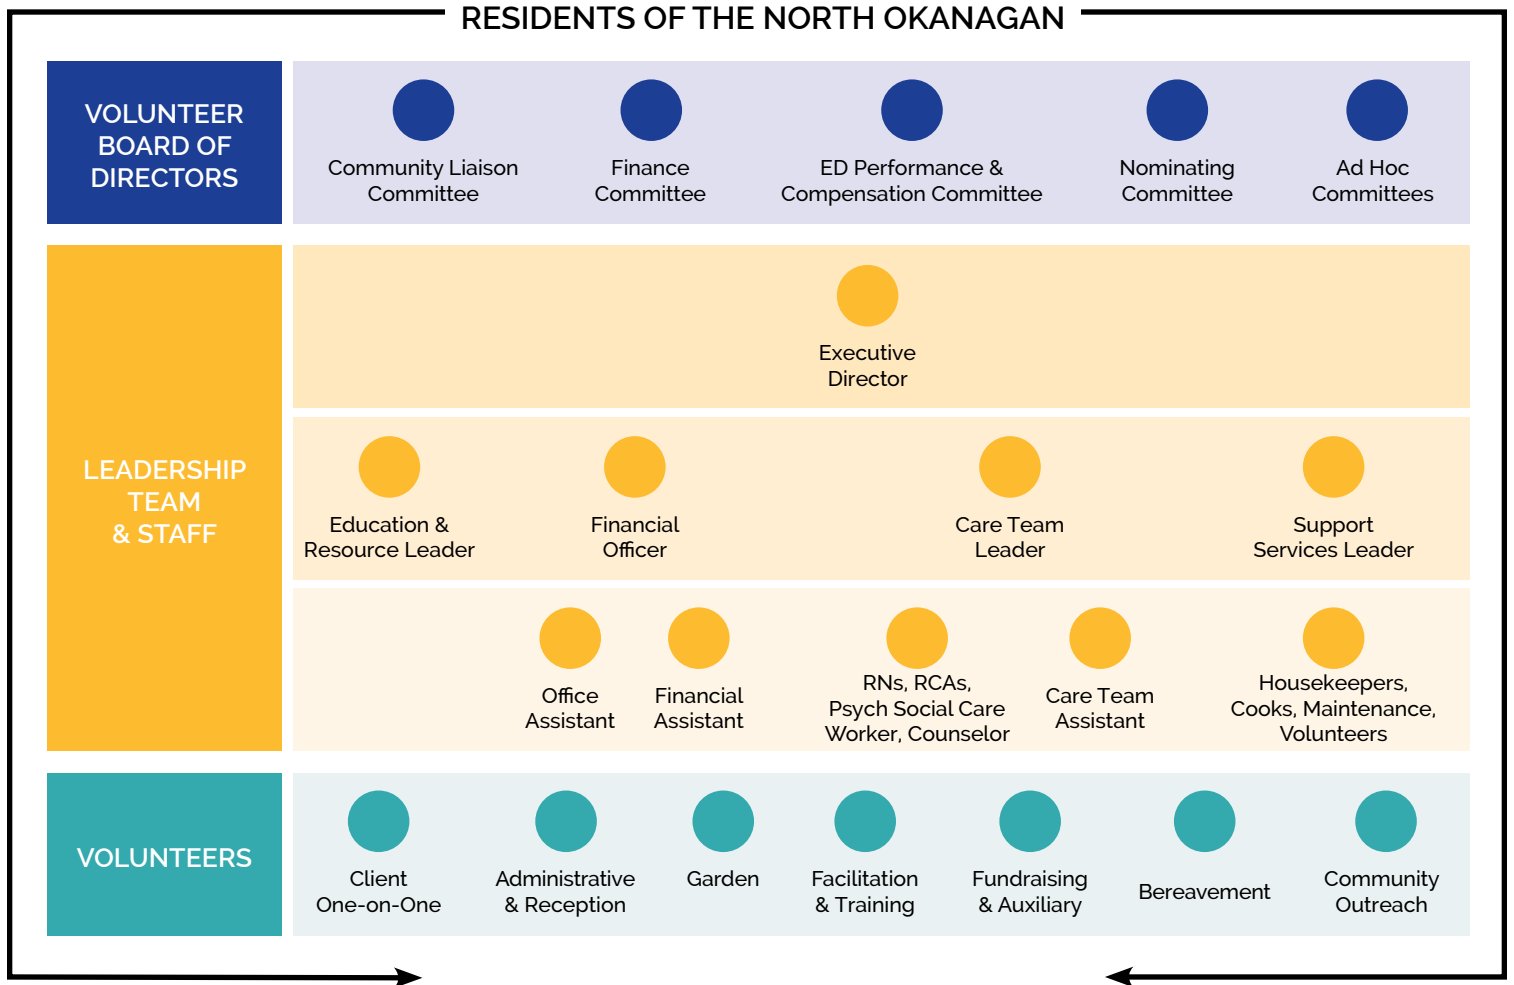 RESIDENTS OF THE NORTH OKANAGAN
VOLUNTEER
BOARD OF
DIRECTORS
Community Liaison
Committee
Finance
Committee
ED Performance &
Compensation Committee
Nominating
Committee
Ad Hoc
Committees
LEADERSHIP
TEAM
& STAFF
Executive
Director
Education &
Resource Leader
Financial
Officer
Care Team
Leader
Support
Services Leader
Office
Assistant
Financial
Assistant
RNs, RCAs,
Psych Social Care
Worker, Counselor
Care Team
Assistant
Housekeepers,
Cooks, Maintenance,
Volunteers
VOLUNTEERS
Client
One-on-One
Administrative
& Reception
Garden
Facilitation
& Training
Fundraising
& Auxiliary
Bereavement
Community
Outreach